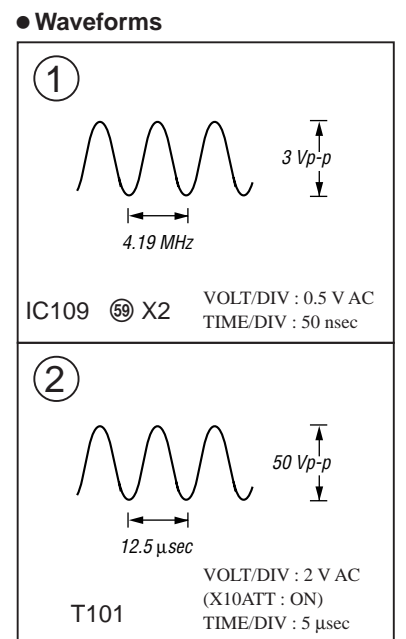 ● Waveforms
①
3 Vp-p
4.19 MHz
IC109 ㊾ X2
VOLT/DIV : 0.5 V AC
TIME/DIV : 50 nsec
②
50 Vp-p
12.5 µsec
T101
VOLT/DIV : 2 V AC
(X10ATT : ON)
TIME/DIV : 5 µsec